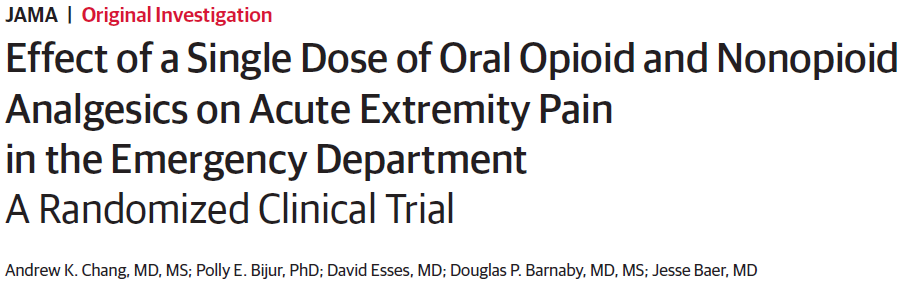 JAMA | Original Investigation
Effect of a Single Dose of Oral Opioid and Nonopioid
Analgesics on Acute Extremity Pain
in the Emergency Department
A Randomized Clinical Trial
Andrew K. Chang, MD, MS; Polly E. Bijur, PhD; David Esses, MD; Douglas P. Barnaby, MD, MS; Jesse Baer, MD